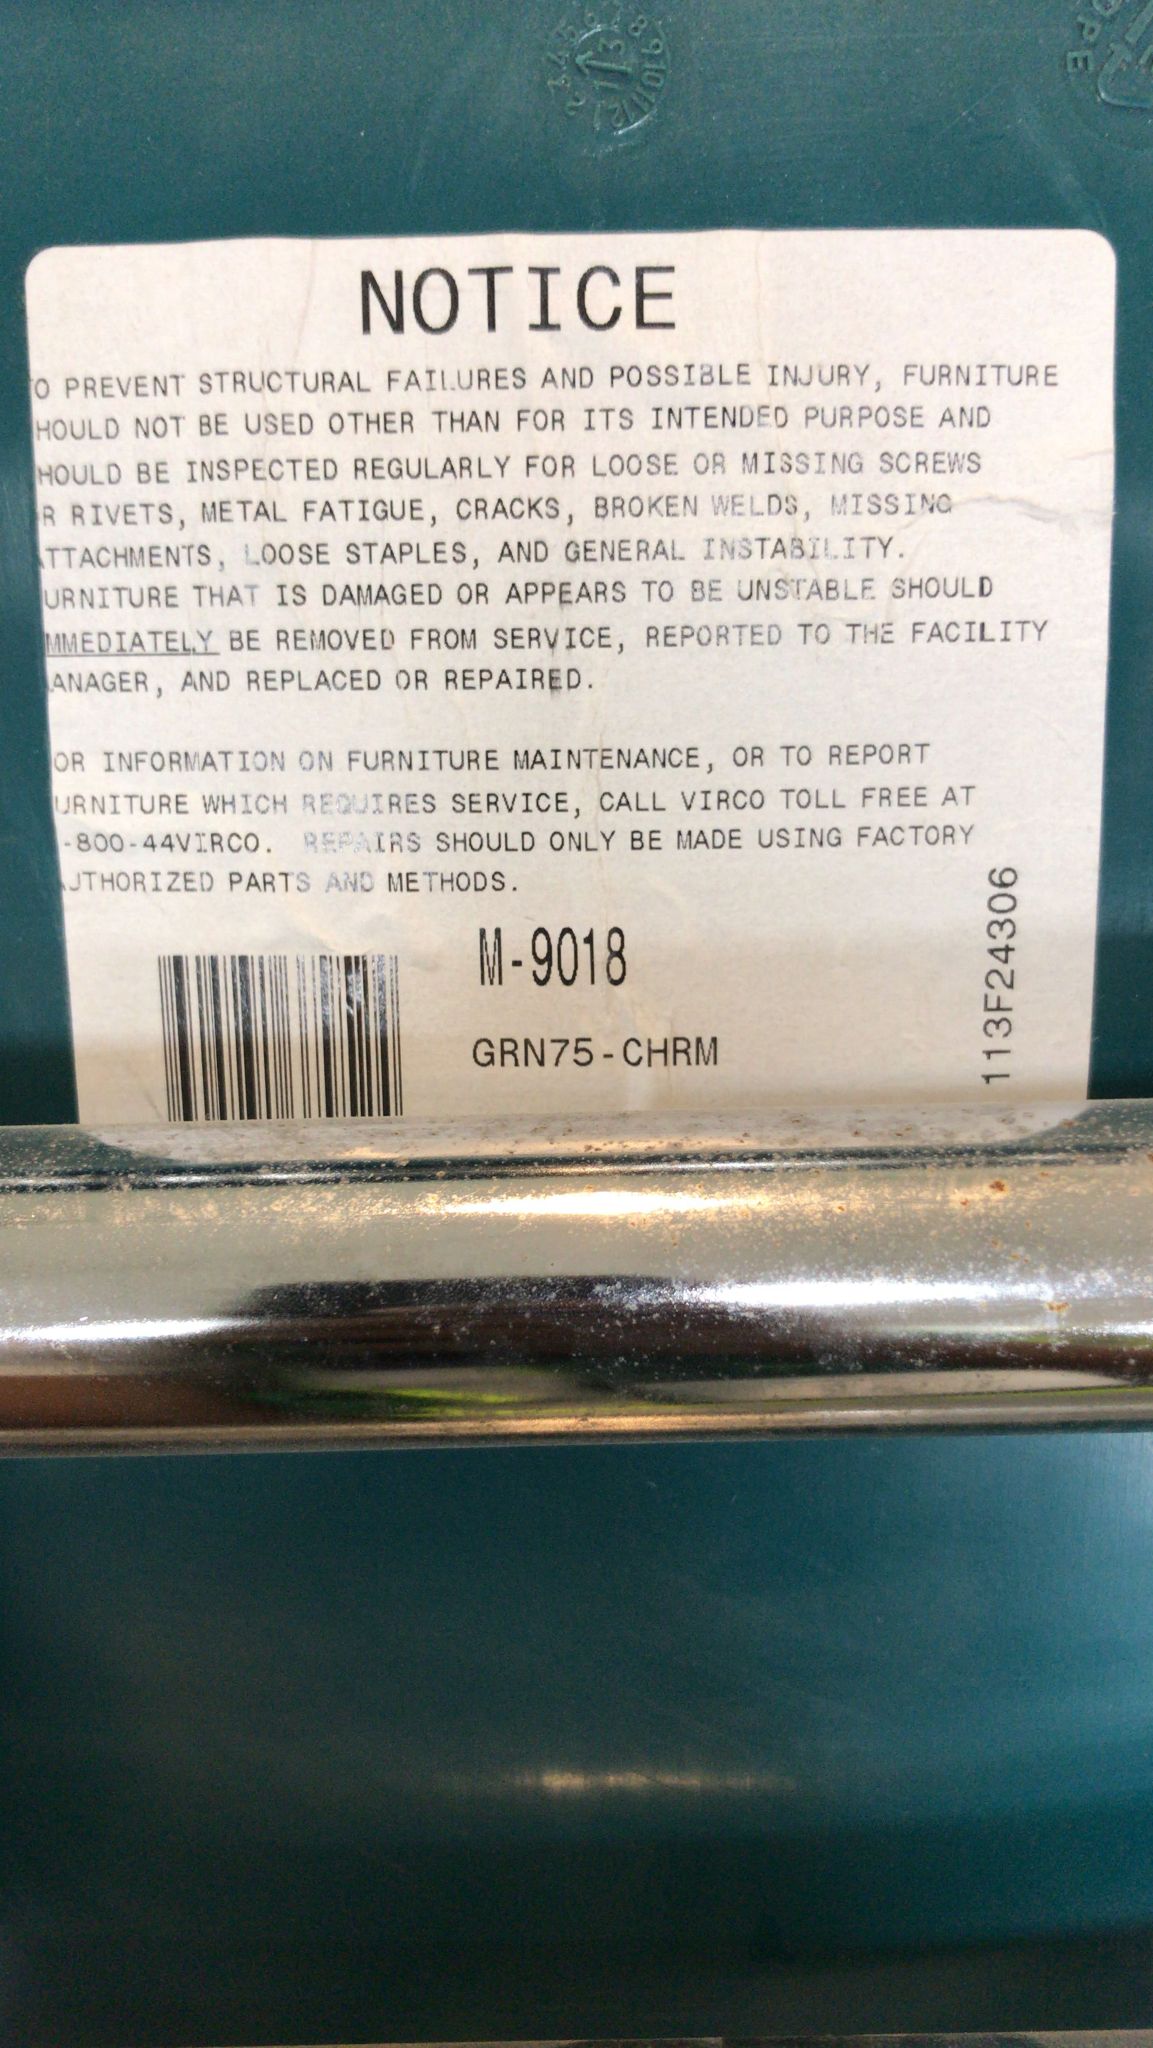 NOTICE
O PREVENT STRUCTURAL FAILURES AND POSSIBLE INJURY, FURNITURE
HOULD NOT BE USED OTHER THAN FOR ITS INTENDED PURPOSE AND
HOULD BE INSPECTED REGULARLY FOR LOOSE OR MISSING SCREWS
R RIVETS, METAL FATIGUE, CRACKS, BROKEN WELDS, MISSING
TTACHMENTS, LOOSE STAPLES, AND GENERAL INSTABILITY.
URNITURE THAT IS DAMAGED OR APPEARS TO BE UNSTABLE SHOULD
MMEDIATELY BE REMOVED FROM SERVICE, REPORTED TO THE FACILITY
ANAGER, AND REPLACED OR REPAIRED.
OR INFORMATION ON FURNITURE MAINTENANCE, OR TO REPORT
URNITURE WHICH REQUIRES SERVICE, CALL VIRCO TOLL FREE AT
-800-44VIRCO. REPAIRS SHOULD ONLY BE MADE USING FACTORY
UTHORIZED PARTS AND METHODS.
M-9018
GRN75-CHRM
113F24306